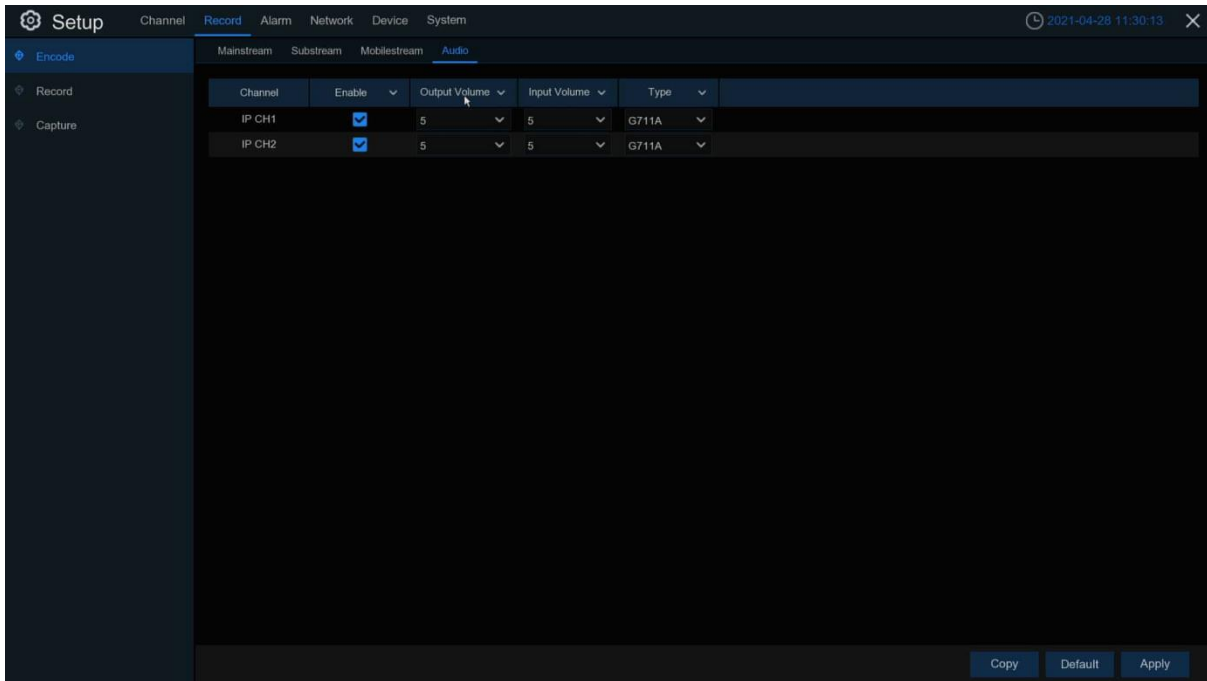 Setup Channel Record Alarm Network Device System 2021-04-28 11:30:13
Encode
Record
Capture
Mainstream Substream Mobilestream Audio
Channel Enable Output Volume Input Volume Type
IP CH1 5 5 G711A
IP CH2 5 5 G711A
Copy Default Apply